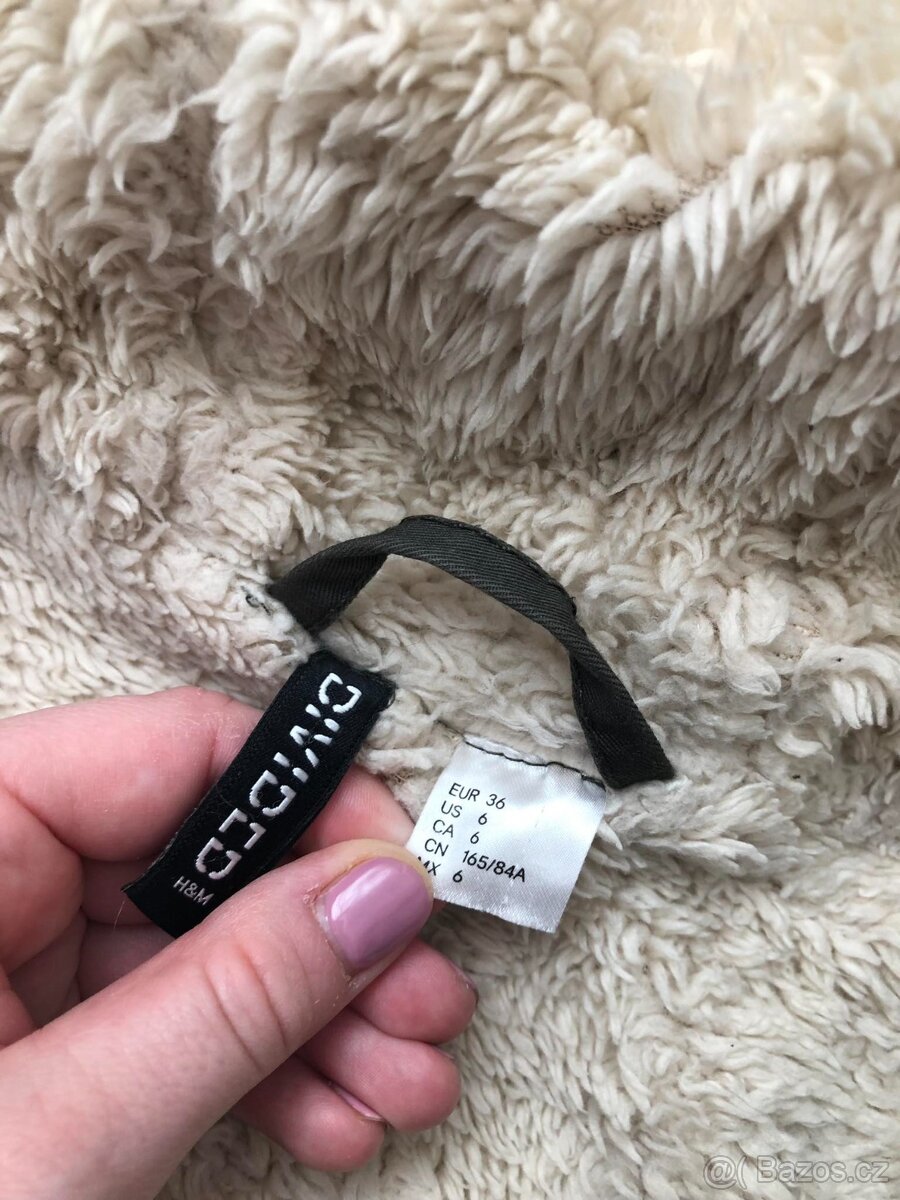 DIVIDED
H&M
EUR 36
US 6
CA 6
CN 165/84A
MX 6
@( Bazos.cz